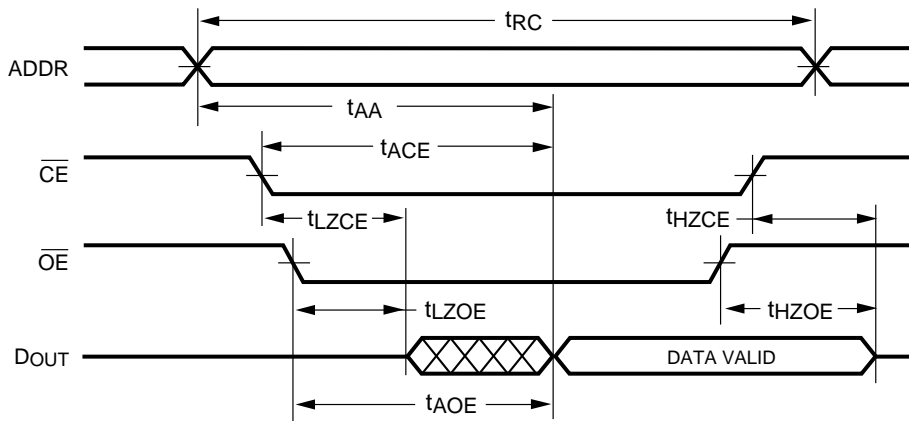 tRC
ADDR
tAA
tACE
CE
tLZCE
tHZCE
OE
tLZOE
tHZOE
DOUT
DATA VALID
tAOE